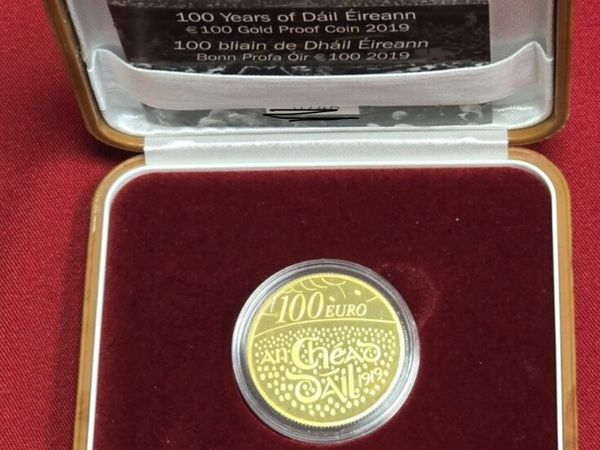 100 Years of Dáil Éireann
€100 Gold Proof Coin 2019
100 bliain de Dháil Éireann
Bonn Profa Óir €100 2019
100 EURO
An Chéad
Dáil 1919